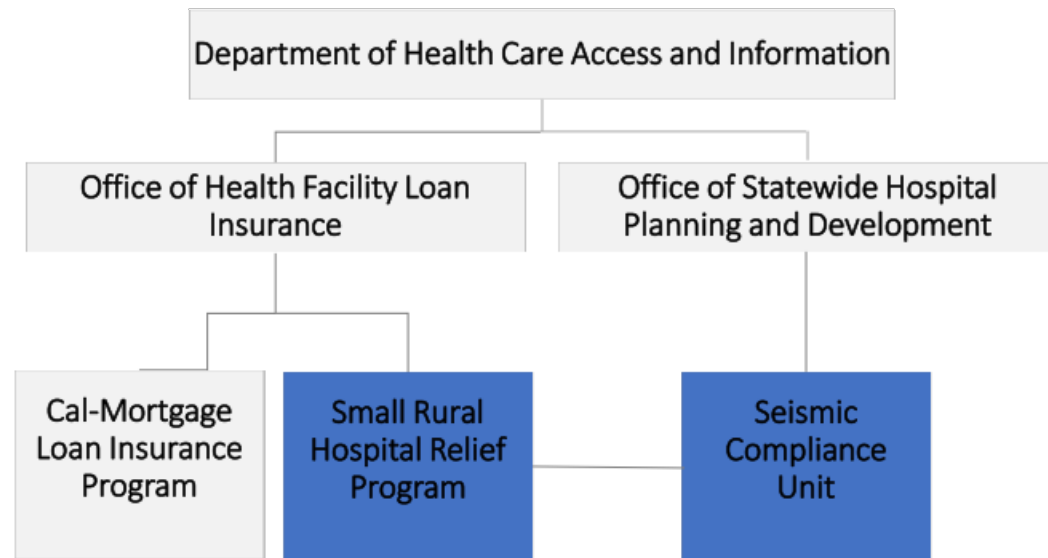 Department of Health Care Access and Information
Office of Health Facility Loan
Insurance
Office of Statewide Hospital
Planning and Development
Cal-Mortgage
Loan Insurance
Program
Small Rural
Hospital Relief
Program
Seismic
Compliance
Unit